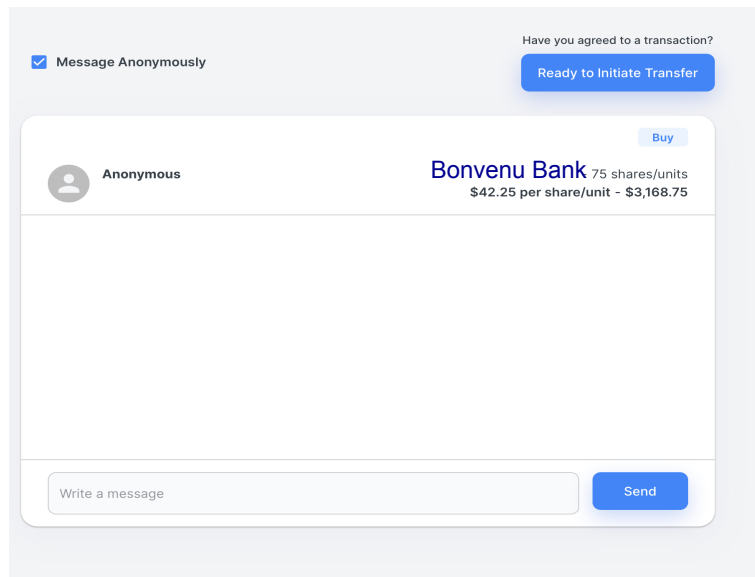 Have you agreed to a transaction?
Message Anonymously
Ready to Initiate Transfer
Buy
Anonymous
Bonvenu Bank 75 shares/units
$42.25 per share/unit - $3,168.75
Write a message
Send